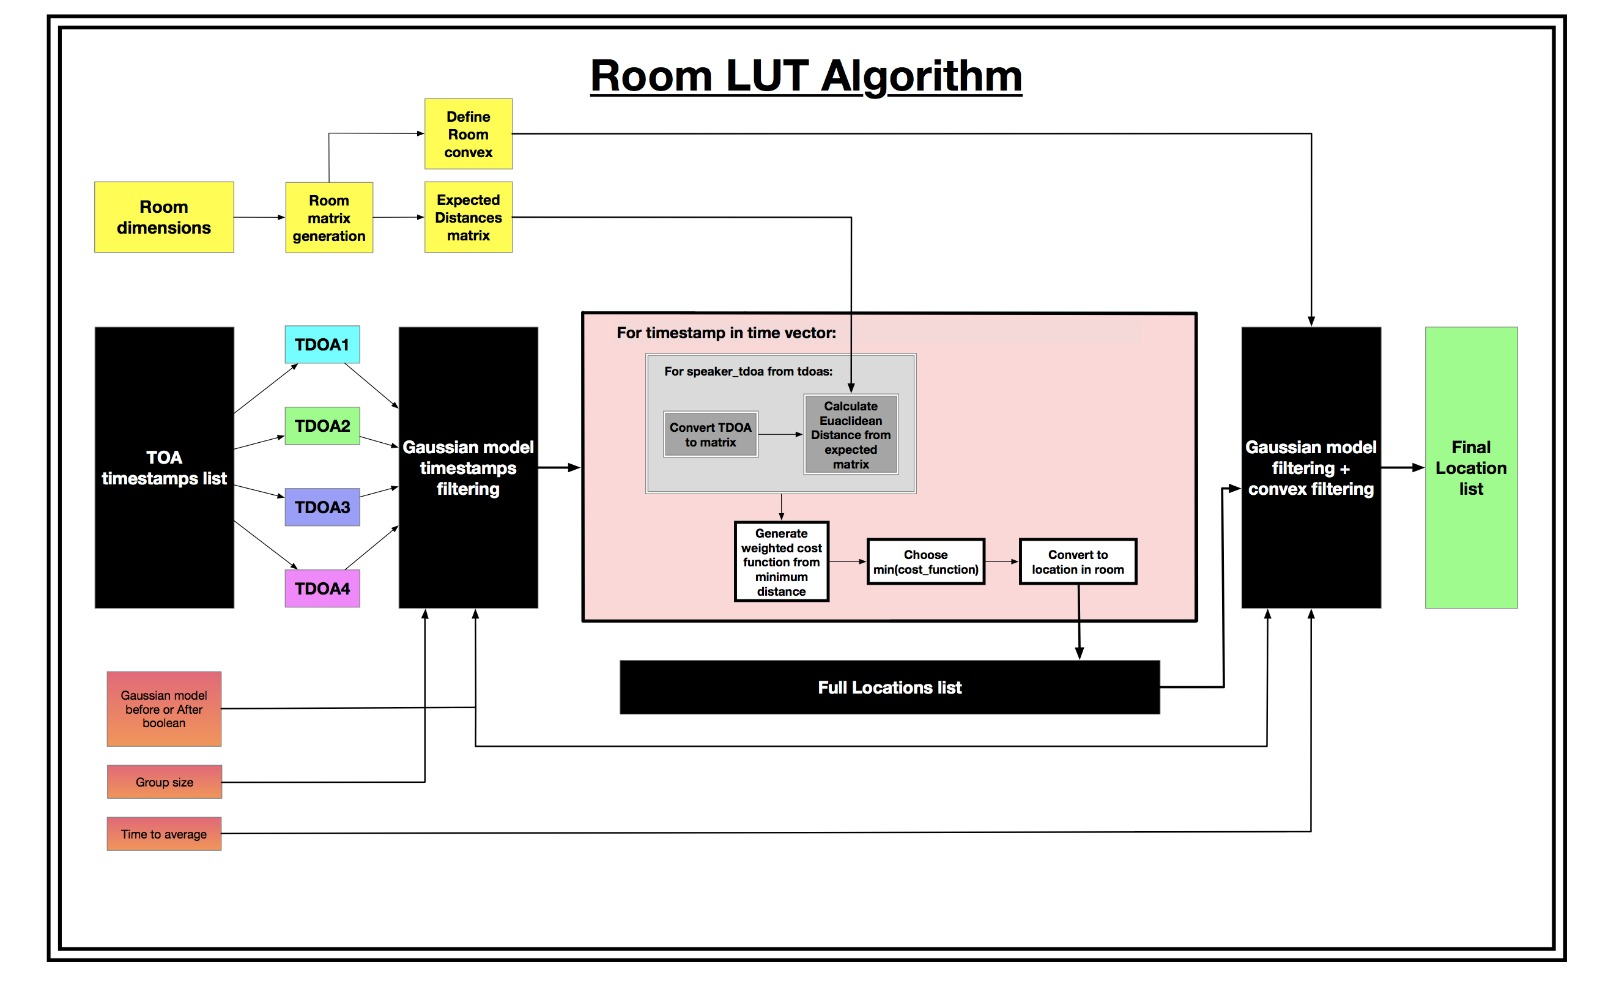 Room LUT Algorithm
Define
Room
convex
Room
dimensions
Room
matrix
generation
Expected
Distances
matrix
TOA
timestamps list
TDOA1
TDOA2
TDOA3
TDOA4
Gaussian model
timestamps
filtering
For timestamp in time vector:
For speaker_tdoa from tdoas:
Convert TDOA
to matrix
Calculate
Euaclidean
Distance from
expected
matrix
Generate
weighted cost
function from
minimum
distance
Choose
min(cost_function)
Convert to
location in room
Full Locations list
Gaussian model
filtering +
convex filtering
Final
Location
list
Gaussian model
before or After
boolean
Group size
Time to average